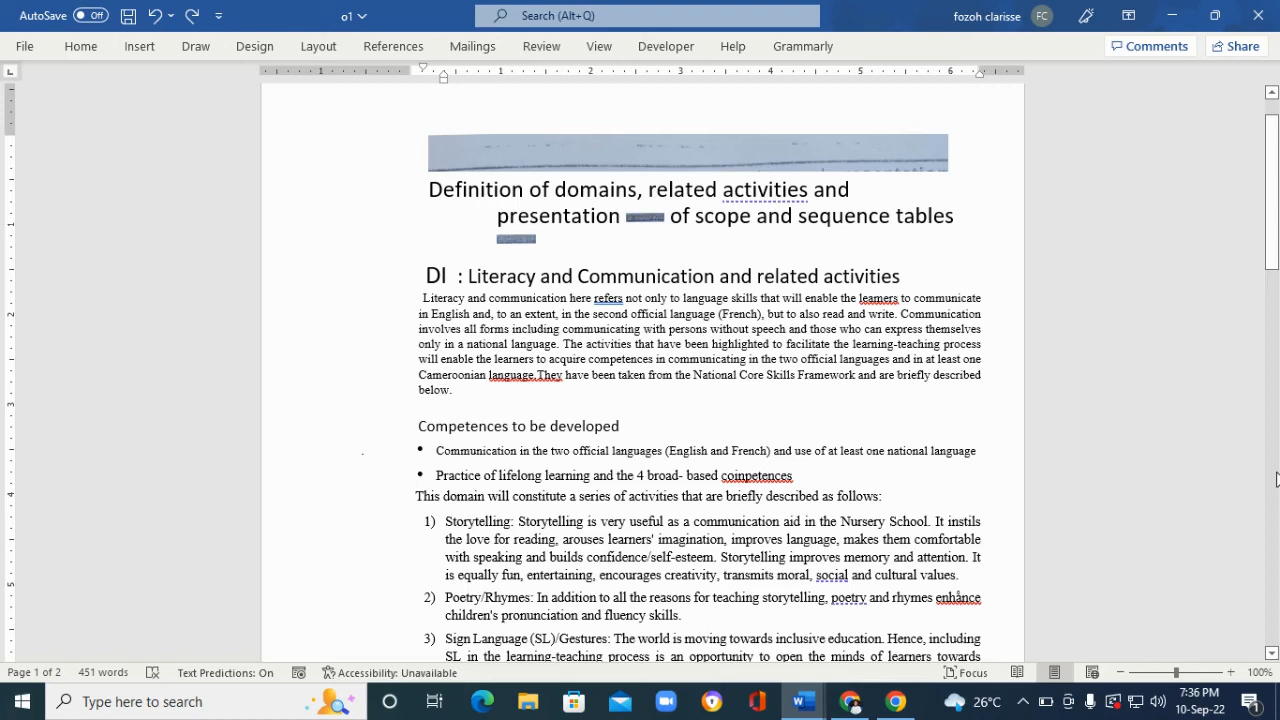 AutoSave Off o1 Search (Alt+Q) fozoh clarisse FC
File Home Insert Draw Design Layout References Mailings Review View Developer Help Grammarly Comments Share
1 1 2 3 4 5 6
Definition of domains, related activities and
presentation of scope and sequence tables
DI : Literacy and Communication and related activities
Literacy and communication here refers not only to language skills that will enable the leamers to communicate
in English and, to an extent, in the second official language (French), but to also read and write. Communication
involves all forms including communicating with persons without speech and those who can express themselves
only in a national language. The activities that have been highlighted to facilitate the learning-teaching process
will enable the learners to acquire competences in communicating in the two official languages and in at least one
Cameroonian language.They have been taken from the National Core Skills Framework and are briefly described
below.
Competences to be developed
• Communication in the two official languages (English and French) and use of at least one national language
• Practice of lifelong learning and the 4 broad- based coinpetences
This domain will constitute a series of activities that are briefly described as follows:
1) Storytelling: Storytelling is very useful as a communication aid in the Nursery School. It instils
the love for reading, arouses learners' imagination, improves language, makes them comfortable
with speaking and builds confidence/self-esteem. Storytelling improves memory and attention. It
is equally fun, entertaining, encourages creativity, transmits moral, social and cultural values.
2) Poetry/Rhymes: In addition to all the reasons for teaching storytelling, poetry and rhymes enhånce
children's pronunciation and fluency skills.
3) Sign Language (SL)/Gestures: The world is moving towards inclusive education. Hence, including
SL in the learning-teaching process is an opportunity to open the minds of learners towards
Page 1 of 2 451 words Text Predictions: On Accessibility: Unavailable Focus 100%
Type here to search 26°C 7:36 PM
10-Sep-22 1